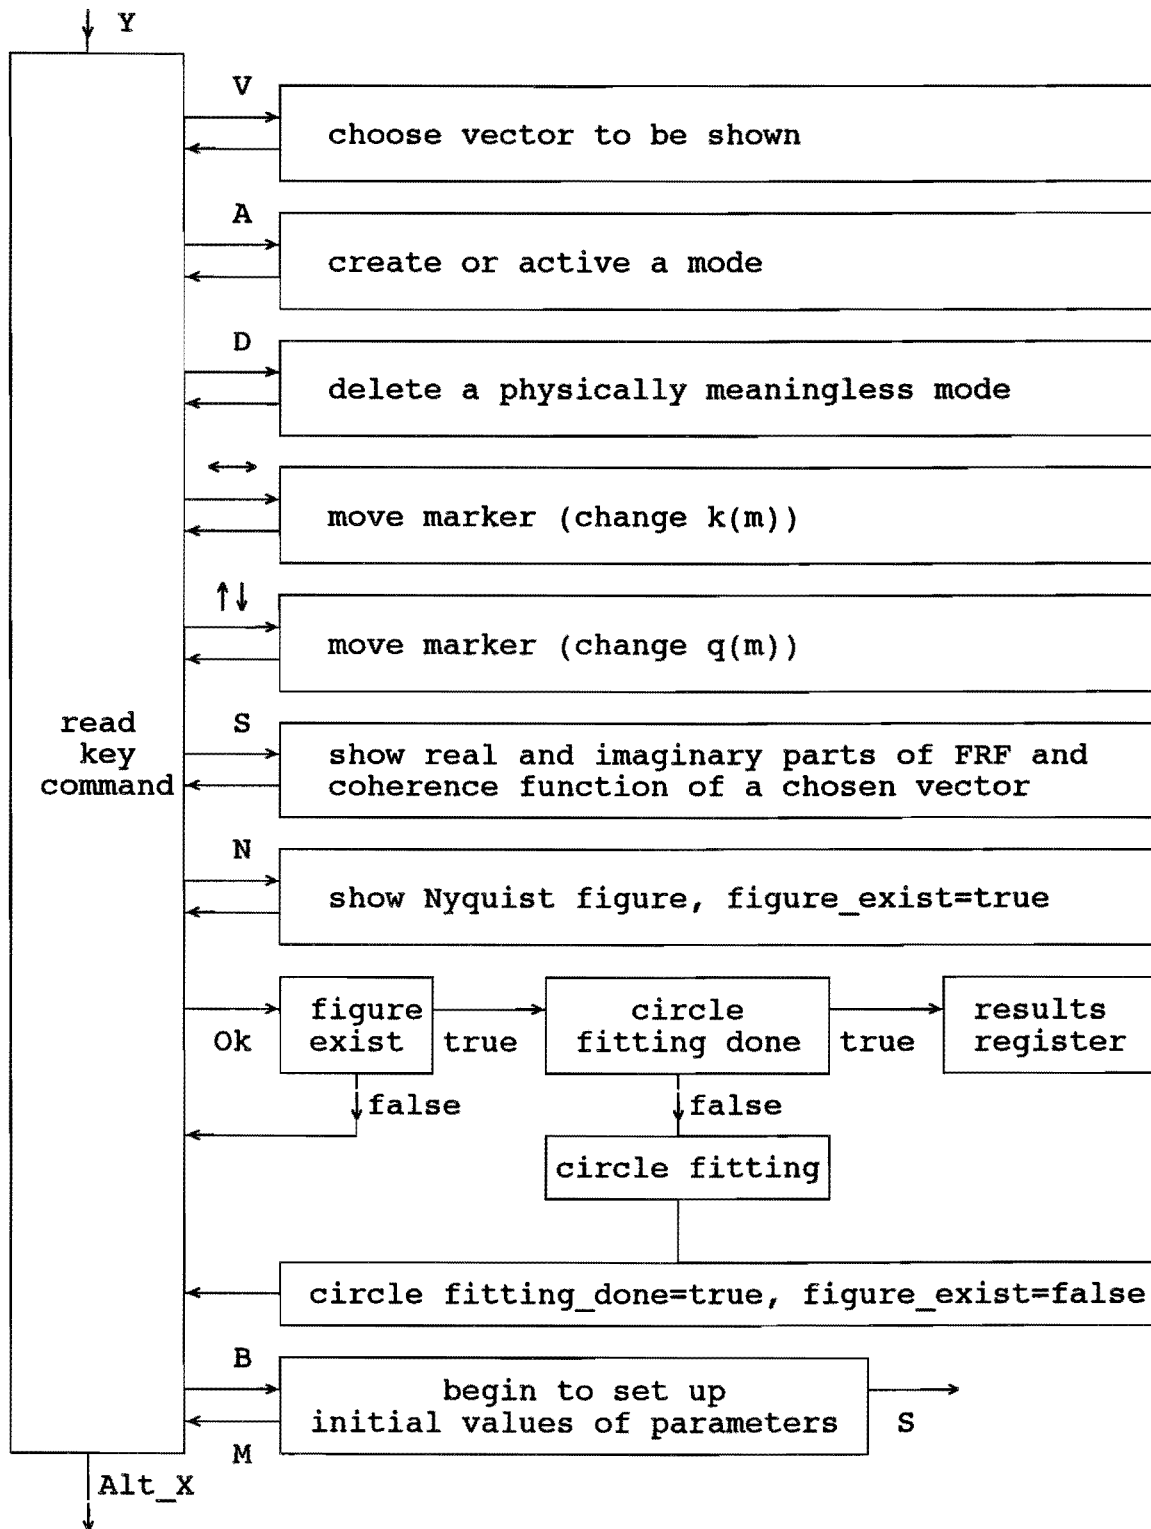 Y
V
choose vector to be shown
A
create or active a mode
D
delete a physically meaningless mode
↔
move marker (change k(m))
↑↓
move marker (change q(m))
read
key
command
S
show real and imaginary parts of FRF and
coherence function of a chosen vector
N
show Nyquist figure, figure_exist=true
Ok
figure
exist
true
circle
fitting done
true
results
register
false
false
circle fitting
circle fitting_done=true, figure_exist=false
B
begin to set up
initial values of parameters
S
M
Alt_X